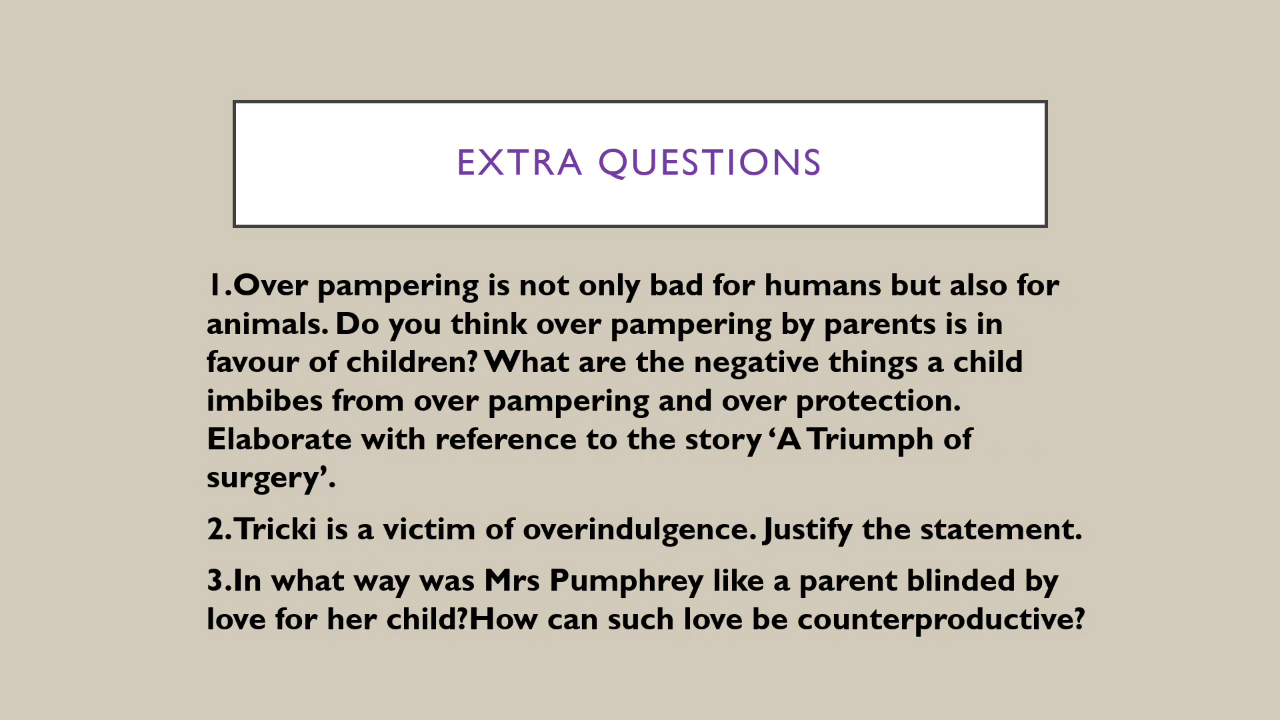 EXTRA QUESTIONS
1.Over pampering is not only bad for humans but also for
animals. Do you think over pampering by parents is in
favour of children? What are the negative things a child
imbibes from over pampering and over protection.
Elaborate with reference to the story ‘A Triumph of
surgery’.
2.Tricki is a victim of overindulgence. Justify the statement.
3.In what way was Mrs Pumphrey like a parent blinded by
love for her child?How can such love be counterproductive?